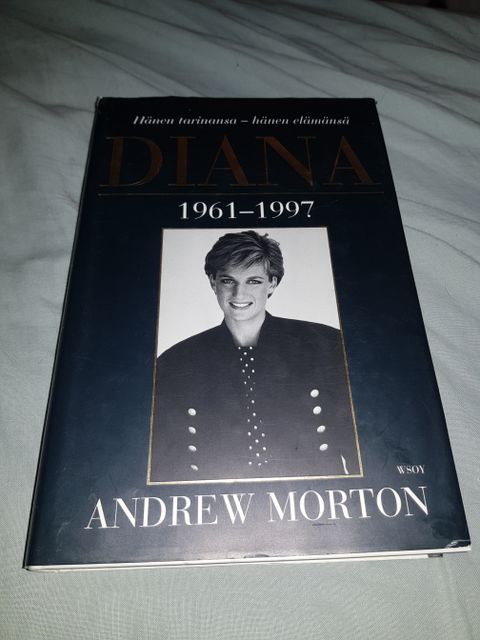 Hänen tarinansa – hänen elämänsä
DIANA
1961–1997
WSOY
ANDREW MORTON